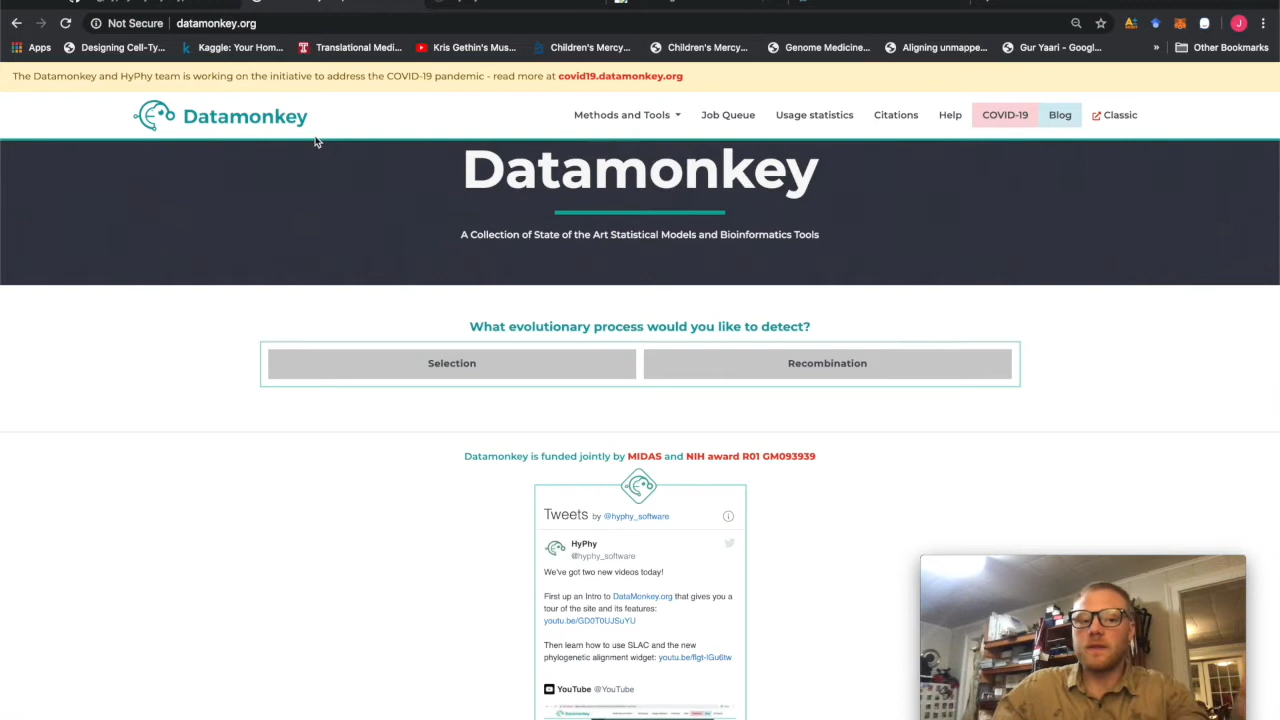 Not Secure | datamonkey.org
Apps Designing Cell-Ty... Kaggle: Your Hom... Translational Medi... Kris Gethin's Mus... Children's Mercy... Children's Mercy... Genome Medicine... Aligning unmappe... Gur Yaari - Googl... » Other Bookmarks
The Datamonkey and HyPhy team is working on the initiative to address the COVID-19 pandemic - read more at covid19.datamonkey.org
Datamonkey Methods and Tools Job Queue Usage statistics Citations Help COVID-19 Blog Classic
Datamonkey
A Collection of State of the Art Statistical Models and Bioinformatics Tools
What evolutionary process would you like to detect?
Selection Recombination
Datamonkey is funded jointly by MIDAS and NIH award R01 GM093939
Tweets by @hyphy_software
HyPhy
@hyphy_software
We've got two new videos today!
First up an Intro to DataMonkey.org that gives you a
tour of the site and its features:
youtu.be/GD0T0UJSuYU
Then learn how to use SLAC and the new
phylogenetic alignment widget: youtu.be/flgt-lGu6tw
YouTube @YouTube